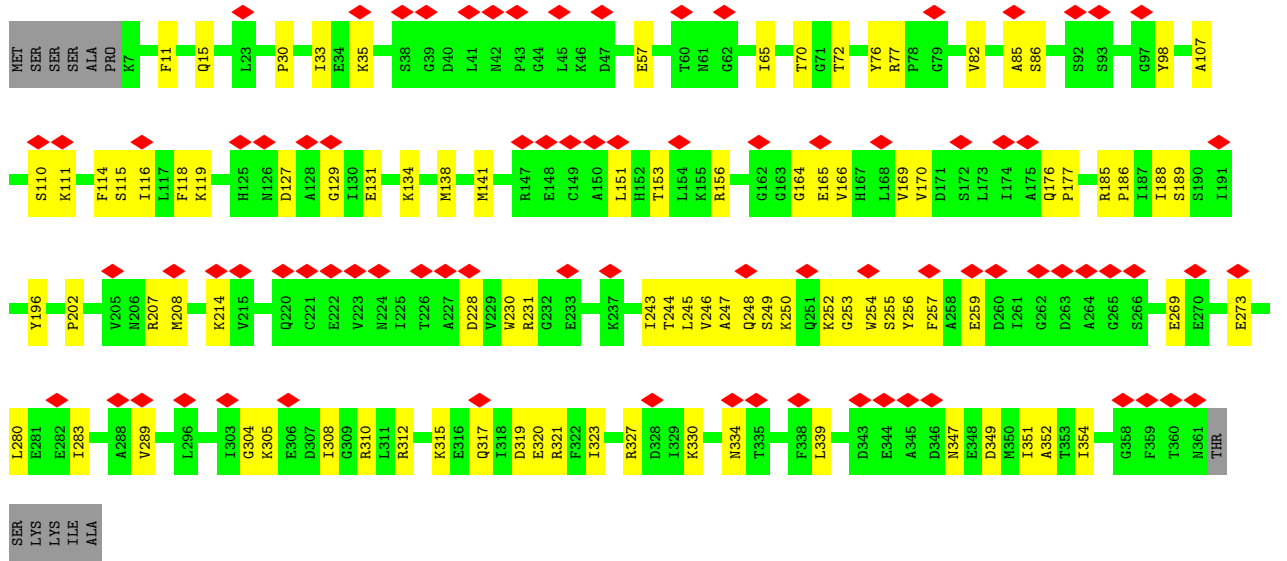 MET SER SER SER ALA PRO K7 F11 Q15 L23 P30 I33 E34 K35 S38 G39 D40 L41 N42 P43 G44 L45 K46 D47 E57 T60 N61 G62 I65 T70 G71 T72 Y76 R77 P78 G79 V82 A85 S86 S92 S93 G97 Y98 A107
S110 K111 F114 S115 I116 L117 F118 K119 H125 N126 D127 A128 G129 I130 E131 K134 M138 M141 R147 E148 C149 A150 L151 H152 T153 L154 K155 R156 G162 G163 G164 E165 V166 H167 L168 V169 V170 D171 S172 L173 I174 A175 Q176 P177 R185 P186 I187 I188 S189 S190 I191
Y196 P202 V205 N206 R207 M208 K214 V215 Q220 C221 E222 V223 N224 I225 T226 A227 D228 V229 W230 R231 G232 E233 K237 I243 T244 L245 V246 A247 Q248 S249 K250 Q251 K252 G253 W254 S255 Y256 F257 A258 E259 D260 I261 G262 D263 A264 G265 S266 E269 E270 E273
L280 E281 E282 I283 A288 V289 L296 I303 G304 K305 E306 D307 I308 G309 R310 L311 R312 K315 E316 Q317 I318 D319 E320 R321 F322 I323 R327 D328 I329 K330 N334 T335 F338 L339 D343 E344 A345 D346 N347 E348 D349 M350 I351 A352 T353 I354 G358 F359 T360 N361 THR
SER LYS LYS ILE ALA